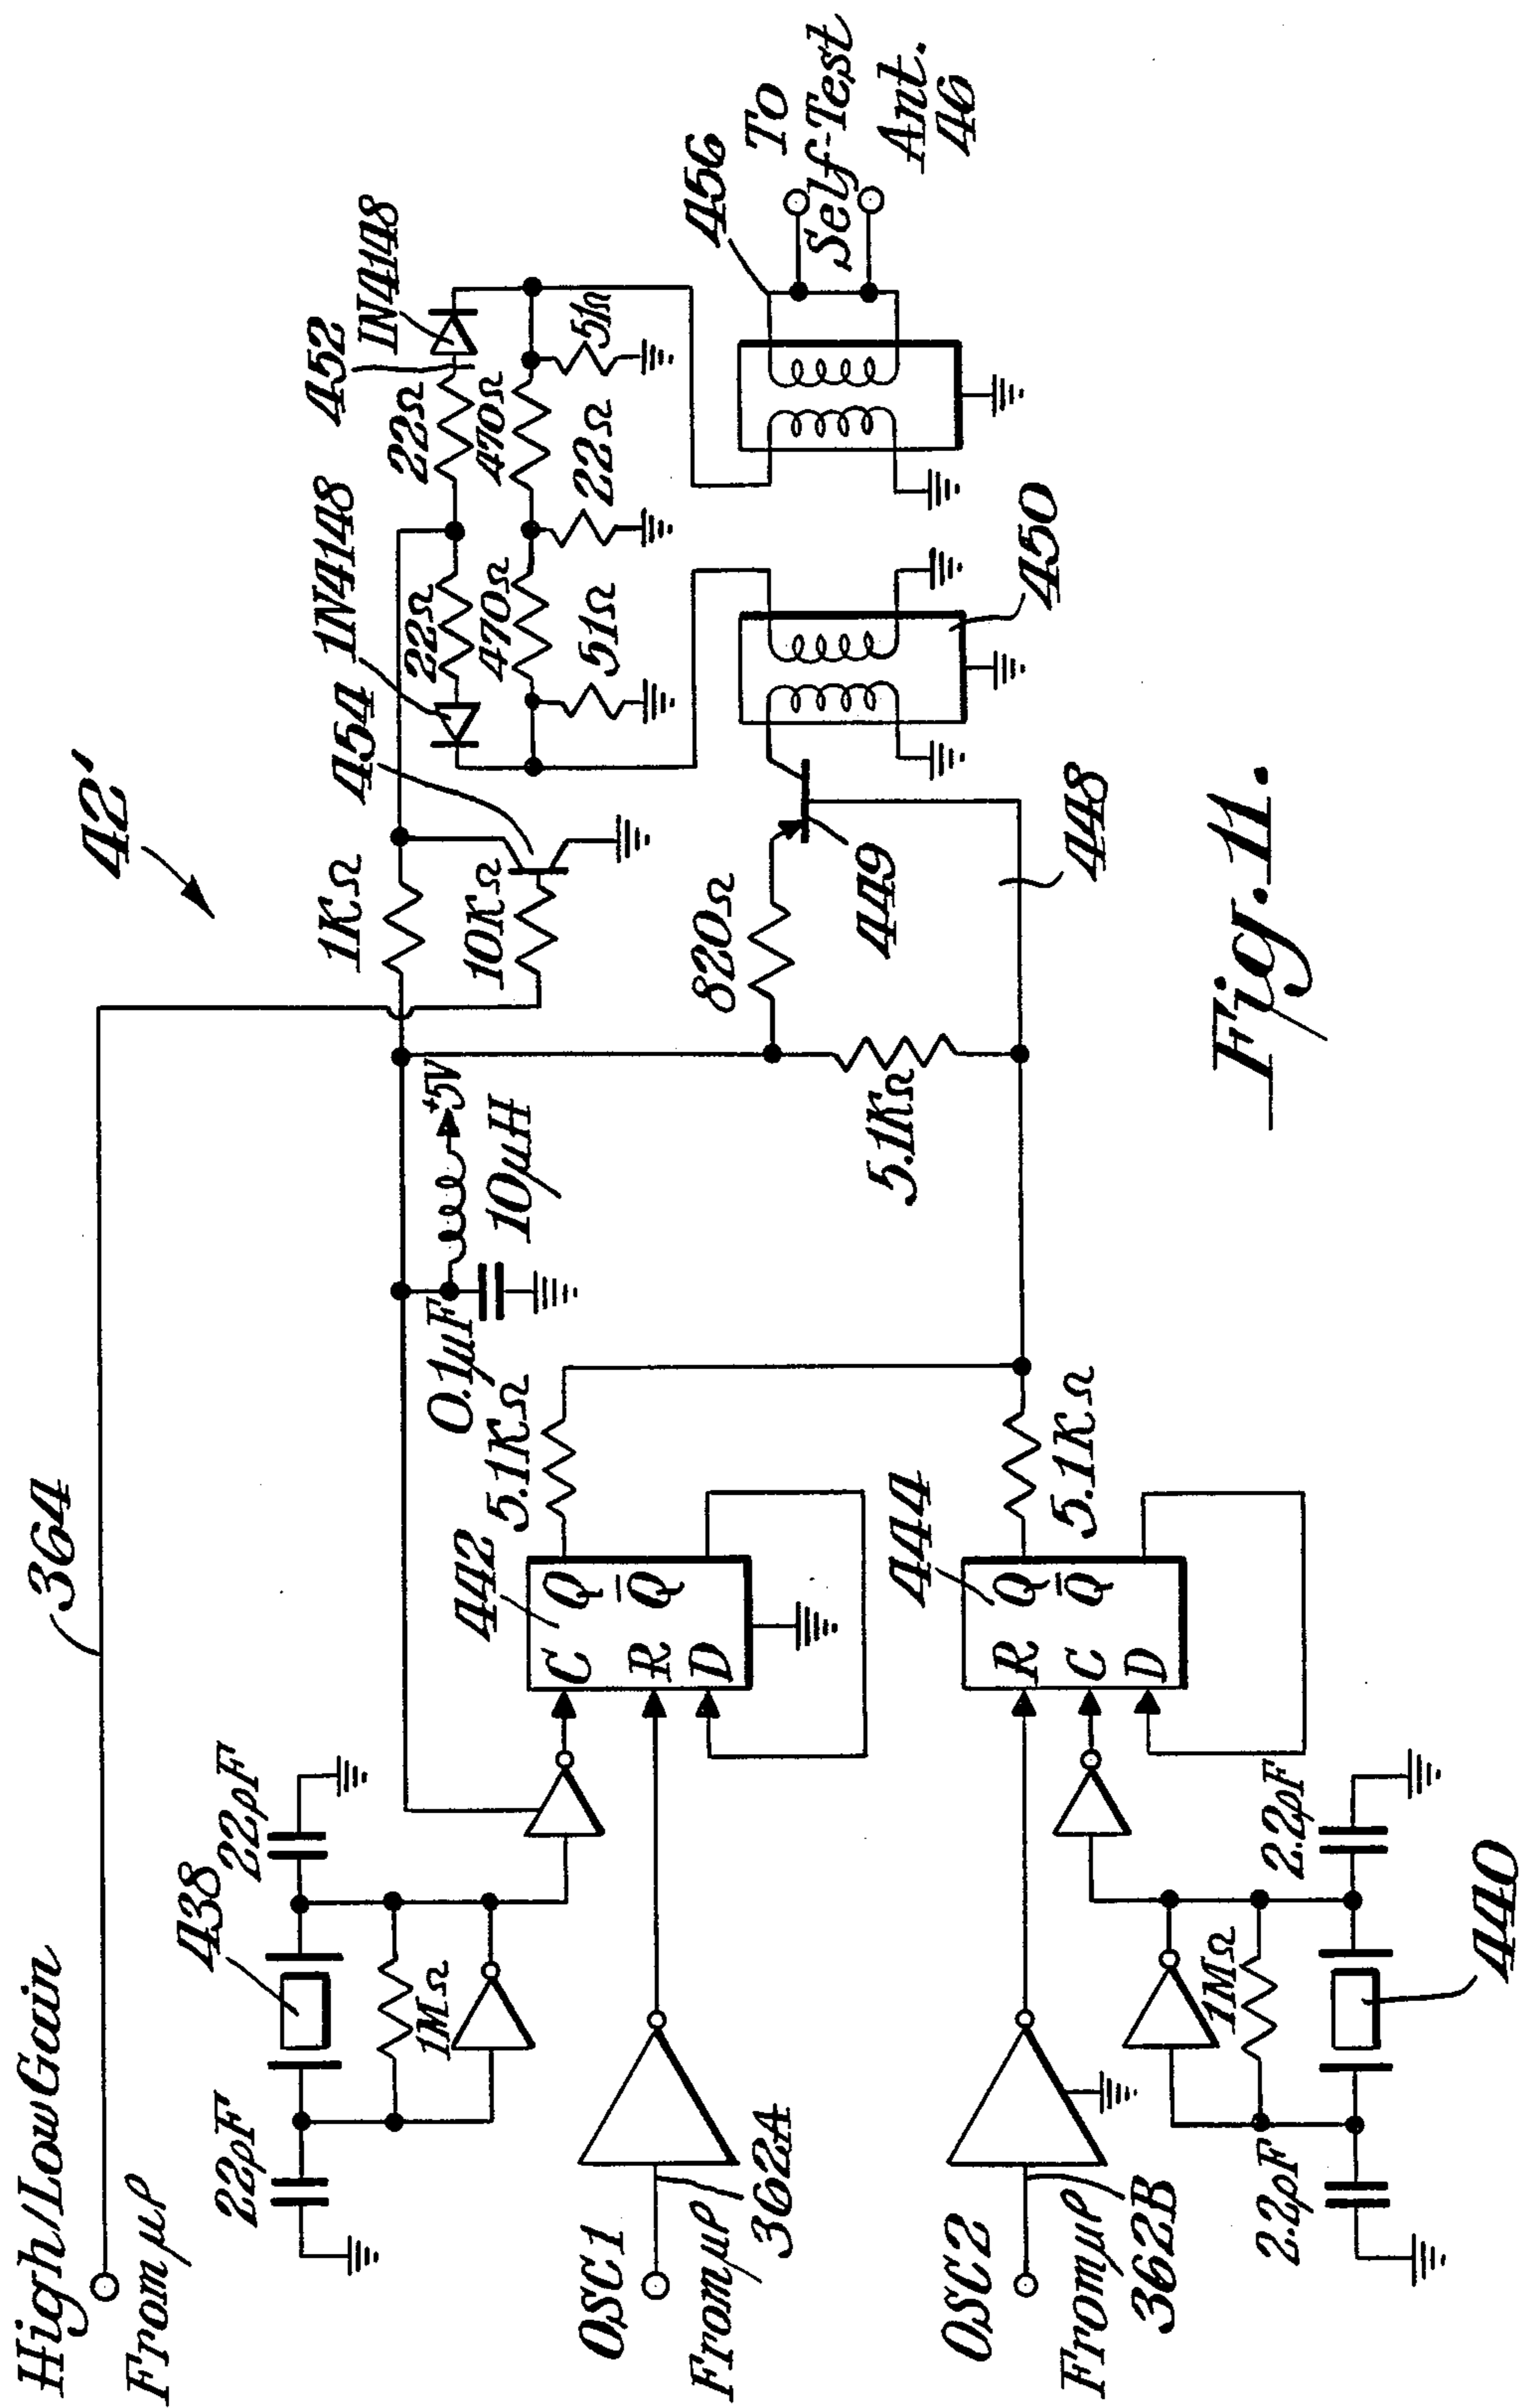 High/Low Gain
From μP
364
42'
438
22pF
22pF
1MΩ
OSC1
From μP
362A
442
C Q
R Q̅
D
5.1KΩ
0.1μF
10μH
+5V
1KΩ
10KΩ
454
1N4148
452
1N4148
22Ω
22Ω
470Ω
470Ω
51Ω
22Ω
51Ω
456
To
Self-Test
Ant.
46
450
820Ω
449
448
5.1KΩ
OSC2
From μP
362B
444
R Q
C Q̅
D
5.1KΩ
1MΩ
2.2pF
2.2pF
440
Fig. 11.